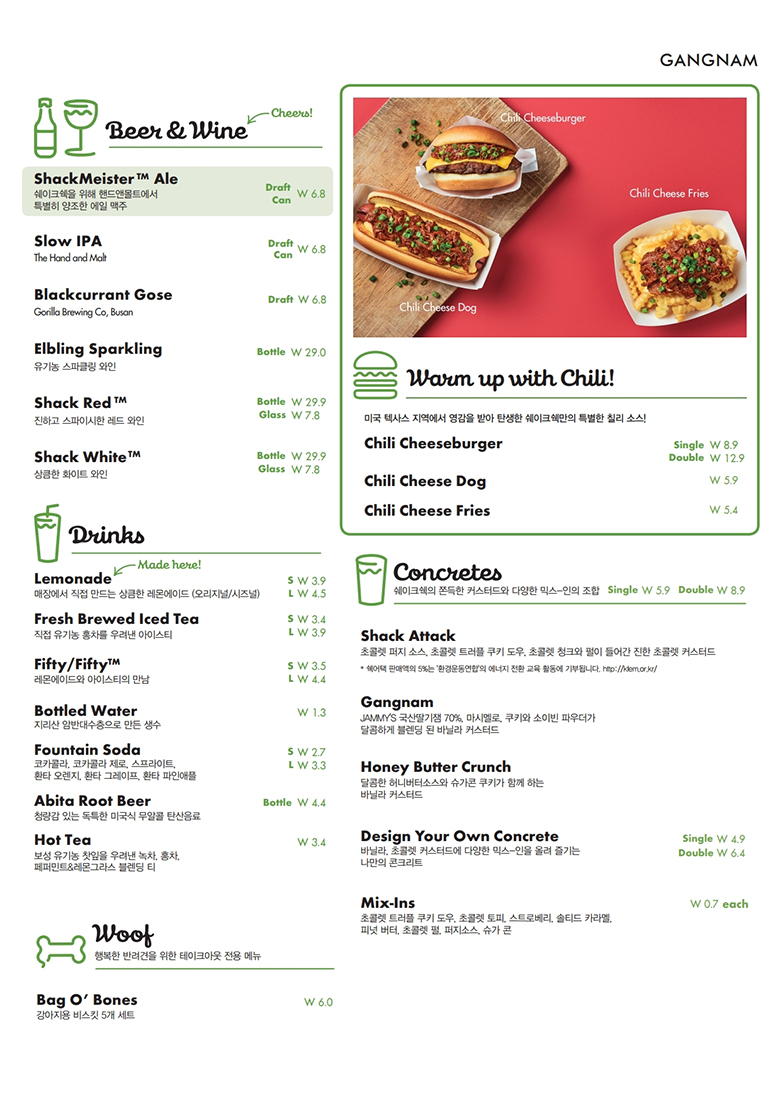 GANGNAM
Beer & Wine
Cheers!
ShackMeister™ Ale
쉐이크쉑을 위해 핸드앤몰트에서
특별히 양조한 에일 맥주
Draft
Can W 6.8
Slow IPA
The Hand and Malt
Draft
Can W 6.8
Blackcurrant Gose
Gorilla Brewing Co, Busan
Draft W 6.8
Elbling Sparkling
유기농 스파클링 와인
Bottle W 29.0
Shack Red™
진하고 스파이시한 레드 와인
Bottle W 29.9
Glass W 7.8
Shack White™
상큼한 화이트 와인
Bottle W 29.9
Glass W 7.8
Drinks
Made here!
Lemonade
매장에서 직접 만드는 상큼한 레몬에이드 (오리지널/시즈널)
S W 3.9
L W 4.5
Fresh Brewed Iced Tea
직접 유기농 홍차를 우려낸 아이스티
S W 3.4
L W 3.9
Fifty/Fifty™
레몬에이드와 아이스티의 만남
S W 3.5
L W 4.4
Bottled Water
지리산 암반대수층으로 만든 생수
W 1.3
Fountain Soda
코카콜라, 코카콜라 제로, 스프라이트,
환타 오렌지, 환타 그레이프, 환타 파인애플
S W 2.7
L W 3.3
Abita Root Beer
청량감 있는 독특한 미국식 무알콜 탄산음료
Bottle W 4.4
Hot Tea
보성 유기농 찻잎을 우려낸 녹차, 홍차,
페퍼민트&레몬그라스 블렌딩 티
W 3.4
Woof
행복한 반려견을 위한 테이크아웃 전용 메뉴
Bag O' Bones
강아지용 비스킷 5개 세트
W 6.0
Chili Cheeseburger
Chili Cheese Fries
Chili Cheese Dog
Warm up with Chili!
미국 텍사스 지역에서 영감을 받아 탄생한 쉐이크쉑만의 특별한 칠리 소스!
Chili Cheeseburger
Single W 8.9
Double W 12.9
Chili Cheese Dog
W 5.9
Chili Cheese Fries
W 5.4
Concretes
쉐이크쉑의 쫀득한 커스터드와 다양한 믹스-인의 조합 Single W 5.9 Double W 8.9
Shack Attack
초콜렛 퍼지 소스, 초콜렛 트러플 쿠키 도우, 초콜렛 청크와 펄이 들어간 진한 초콜렛 커스터드
* 쉑어택 판매액의 5%는 '환경운동연합'의 에너지 전환 교육 활동에 기부됩니다. http://kfem.or.kr/
Gangnam
JAMMY'S 국산딸기잼 70%, 마시멜로, 쿠키와 소이빈 파우더가
달콤하게 블렌딩 된 바닐라 커스터드
Honey Butter Crunch
달콤한 허니버터소스와 슈가콘 쿠키가 함께 하는
바닐라 커스터드
Design Your Own Concrete
바닐라, 초콜렛 커스터드에 다양한 믹스-인을 올려 즐기는
나만의 콘크리트
Single W 4.9
Double W 6.4
Mix-Ins
초콜렛 트러플 쿠키 도우, 초콜렛 토피, 스트로베리, 솔티드 카라멜,
피넛 버터, 초콜렛 펄, 퍼지소스, 슈가 콘
W 0.7 each